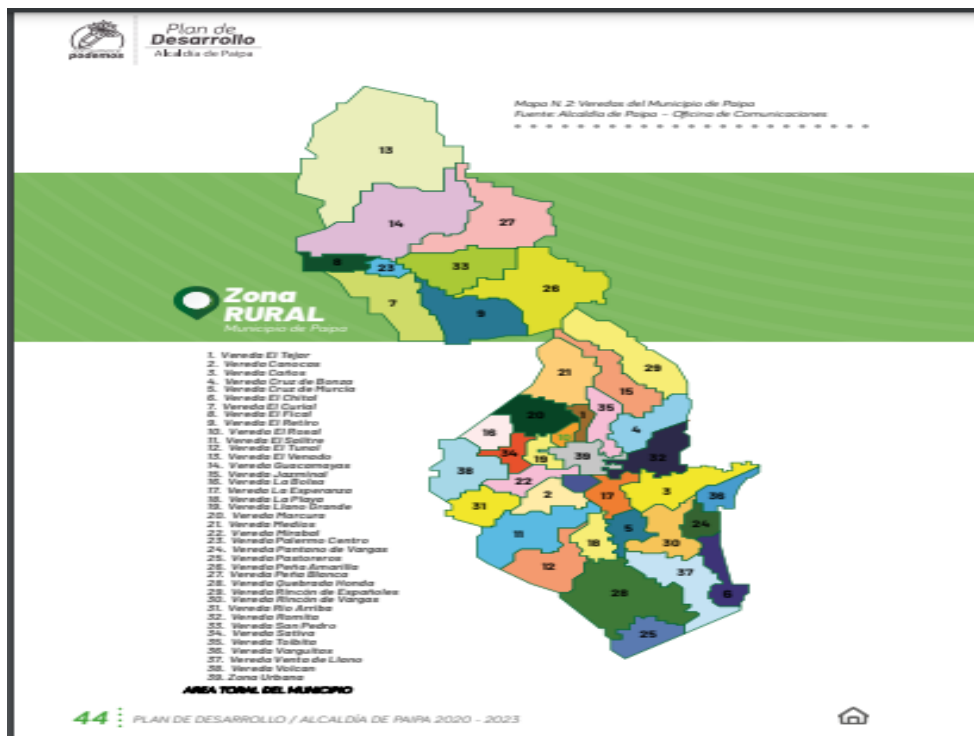 podemos
Plan de
Desarrollo
Alcaldía de Paipa
Mapa N. 2: Veredas del Municipio de Paipa
Fuente: Alcaldía de Paipa – Oficina de Comunicaciones
13
14
27
8
23
33
26
7
9
Zona
RURAL
Municipio de Paipa
1. Vereda El Tejar
2. Vereda Canocas
3. Vereda Caños
4. Vereda Cruz de Bonza
5. Vereda Cruz de Murcia
6. Vereda El Chital
7. Vereda El Curial
8. Vereda El Fical
9. Vereda El Retiro
10. Vereda El Rosal
11. Vereda El Salitre
12. Vereda El Tunal
13. Vereda El Venado
14. Vereda Guacamayas
15. Vereda Jazminal
16. Vereda La Bolsa
17. Vereda La Esperanza
18. Vereda La Playa
19. Vereda Llano Grande
20. Vereda Marcura
21. Vereda Medios
22. Vereda Mirabal
23. Vereda Palermo Centro
24. Vereda Pantano de Vargas
25. Vereda Pastoreros
26. Vereda Peña Amarilla
27. Vereda Peña Blanca
28. Vereda Quebrada Honda
29. Vereda Rincón de Españoles
30. Vereda Rincón de Vargas
31. Vereda Río Arriba
32. Vereda Romita
33. Vereda San Pedro
34. Vereda Sativa
35. Vereda Toibita
36. Vereda Varguitas
37. Vereda Venta de Llano
38. Vereda Volcan
39. Zona Urbana
AREA TORAL DEL MUNICIPIO
29
21
15
35
20
1
4
16
10
34
19
39
32
38
22
3
36
17
2
31
24
11
5
18
30
12
37
28
6
25
44
PLAN DE DESARROLLO / ALCALDÍA DE PAIPA 2020 - 2023